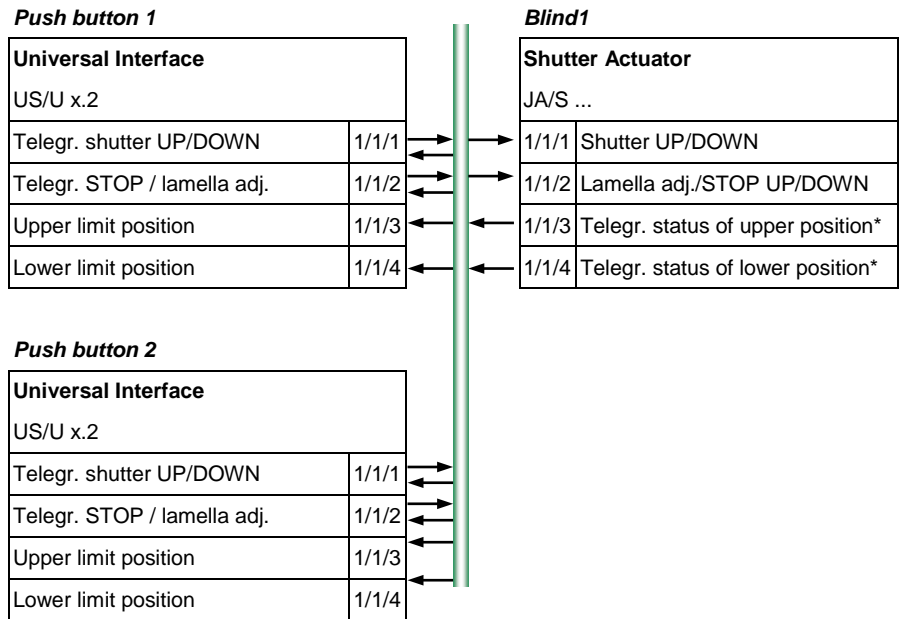 Push button 1
Universal Interface
US/U x.2
Telegr. shutter UP/DOWN 1/1/1
Telegr. STOP / lamella adj. 1/1/2
Upper limit position 1/1/3
Lower limit position 1/1/4
Blind1
Shutter Actuator
JA/S ...
1/1/1 Shutter UP/DOWN
1/1/2 Lamella adj./STOP UP/DOWN
1/1/3 Telegr. status of upper position*
1/1/4 Telegr. status of lower position*
Push button 2
Universal Interface
US/U x.2
Telegr. shutter UP/DOWN 1/1/1
Telegr. STOP / lamella adj. 1/1/2
Upper limit position 1/1/3
Lower limit position 1/1/4